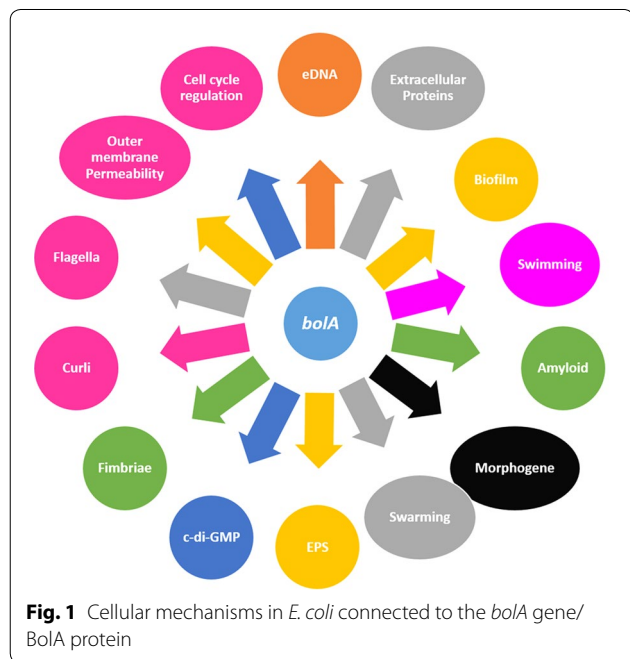 eDNA
Extracellular
Proteins
Biofilm
Swimming
Amyloid
Morphogene
Swarming
EPS
c-di-GMP
Fimbriae
Curli
Flagella
Outer
membrane
Permeability
Cell cycle
regulation
bolA
Fig. 1 Cellular mechanisms in E. coli connected to the bolA gene/
BolA protein